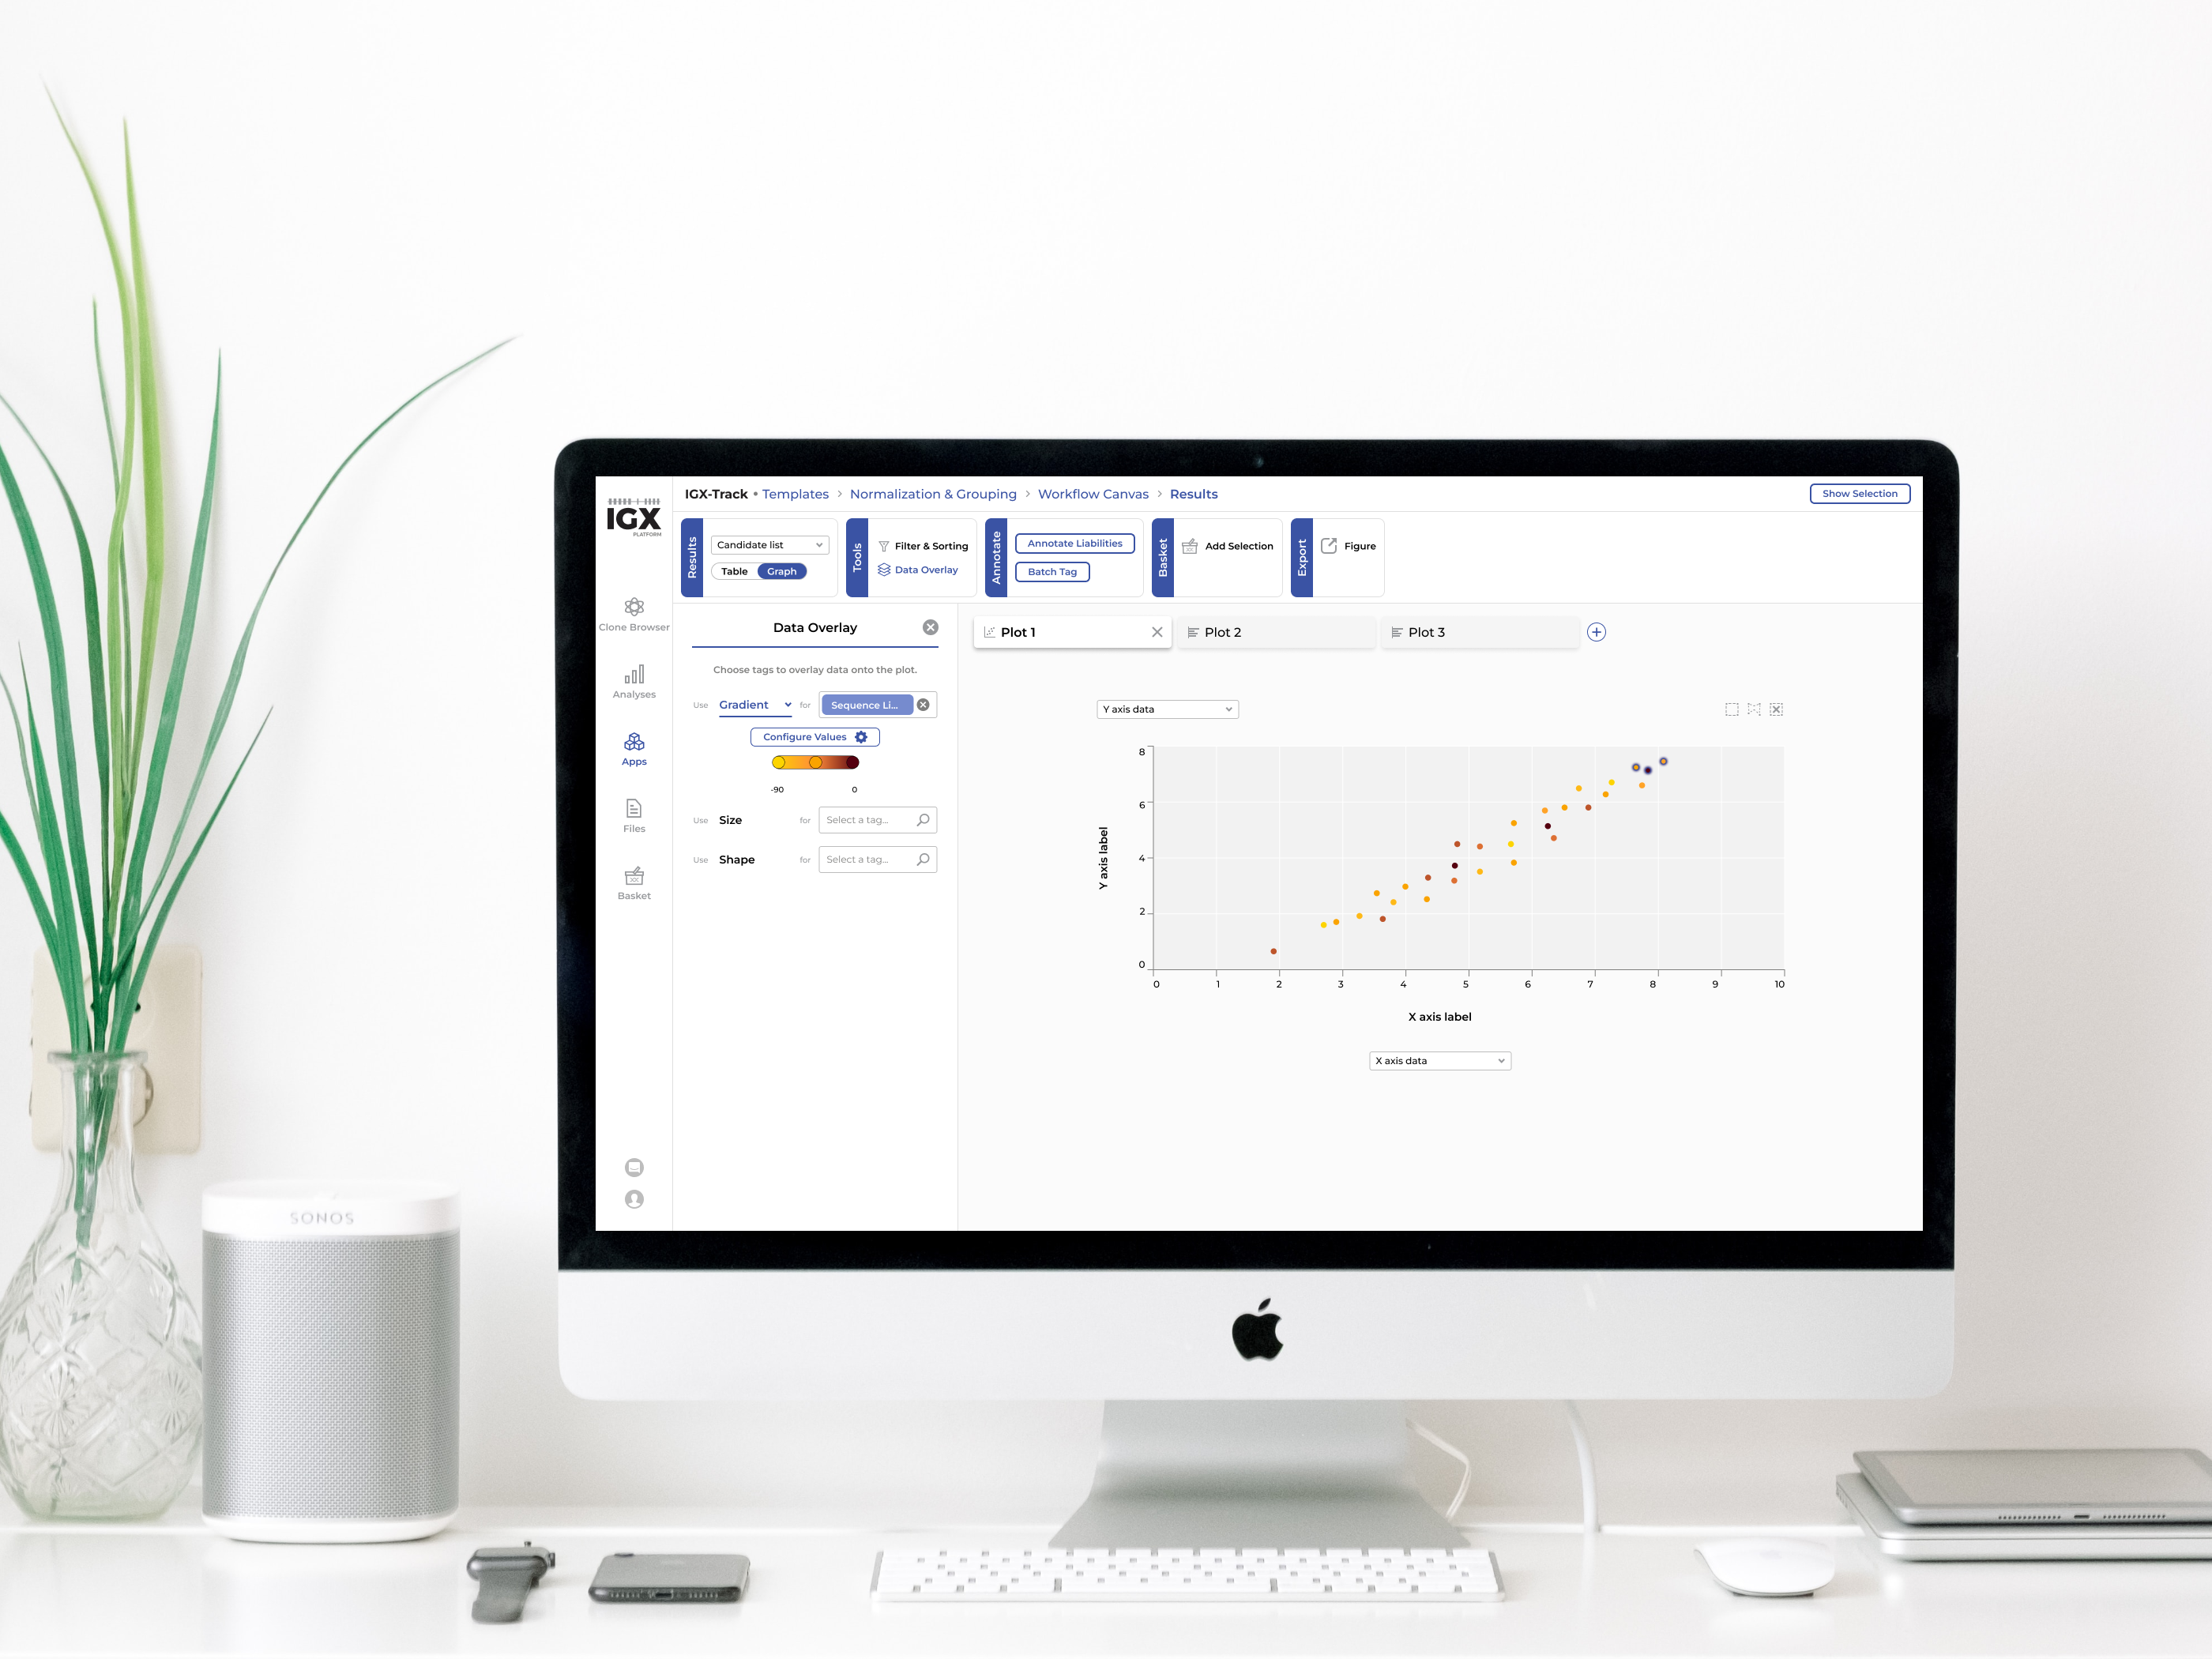 IGX
PLATFORM
IGX-Track • Templates > Normalization & Grouping > Workflow Canvas > Results
Show Selection
Results
Candidate list
Table Graph
Tools
Filter & Sorting
Data Overlay
Annotate
Annotate Liabilities
Batch Tag
Basket
Add Selection
Export
Figure
Clone Browser
Analyses
Apps
Files
Basket
Data Overlay
Choose tags to overlay data onto the plot.
Use Gradient for Sequence Li...
Configure Values
-90 0
Use Size for Select a tag...
Use Shape for Select a tag...
Plot 1
Plot 2
Plot 3
Y axis data
Y axis label
8
6
4
2
0
0 1 2 3 4 5 6 7 8 9 10
X axis label
X axis data
SONOS